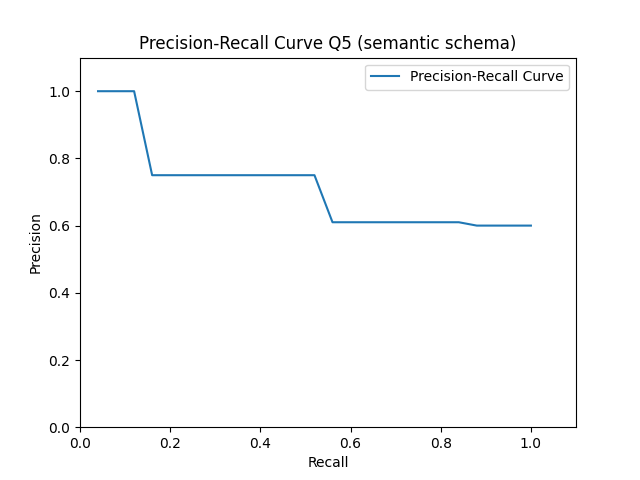 Precision-Recall Curve Q5 (semantic schema)
Precision-Recall Curve
1.0
0.8
0.6
0.4
0.2
0.0
Precision
0.0 0.2 0.4 0.6 0.8 1.0
Recall